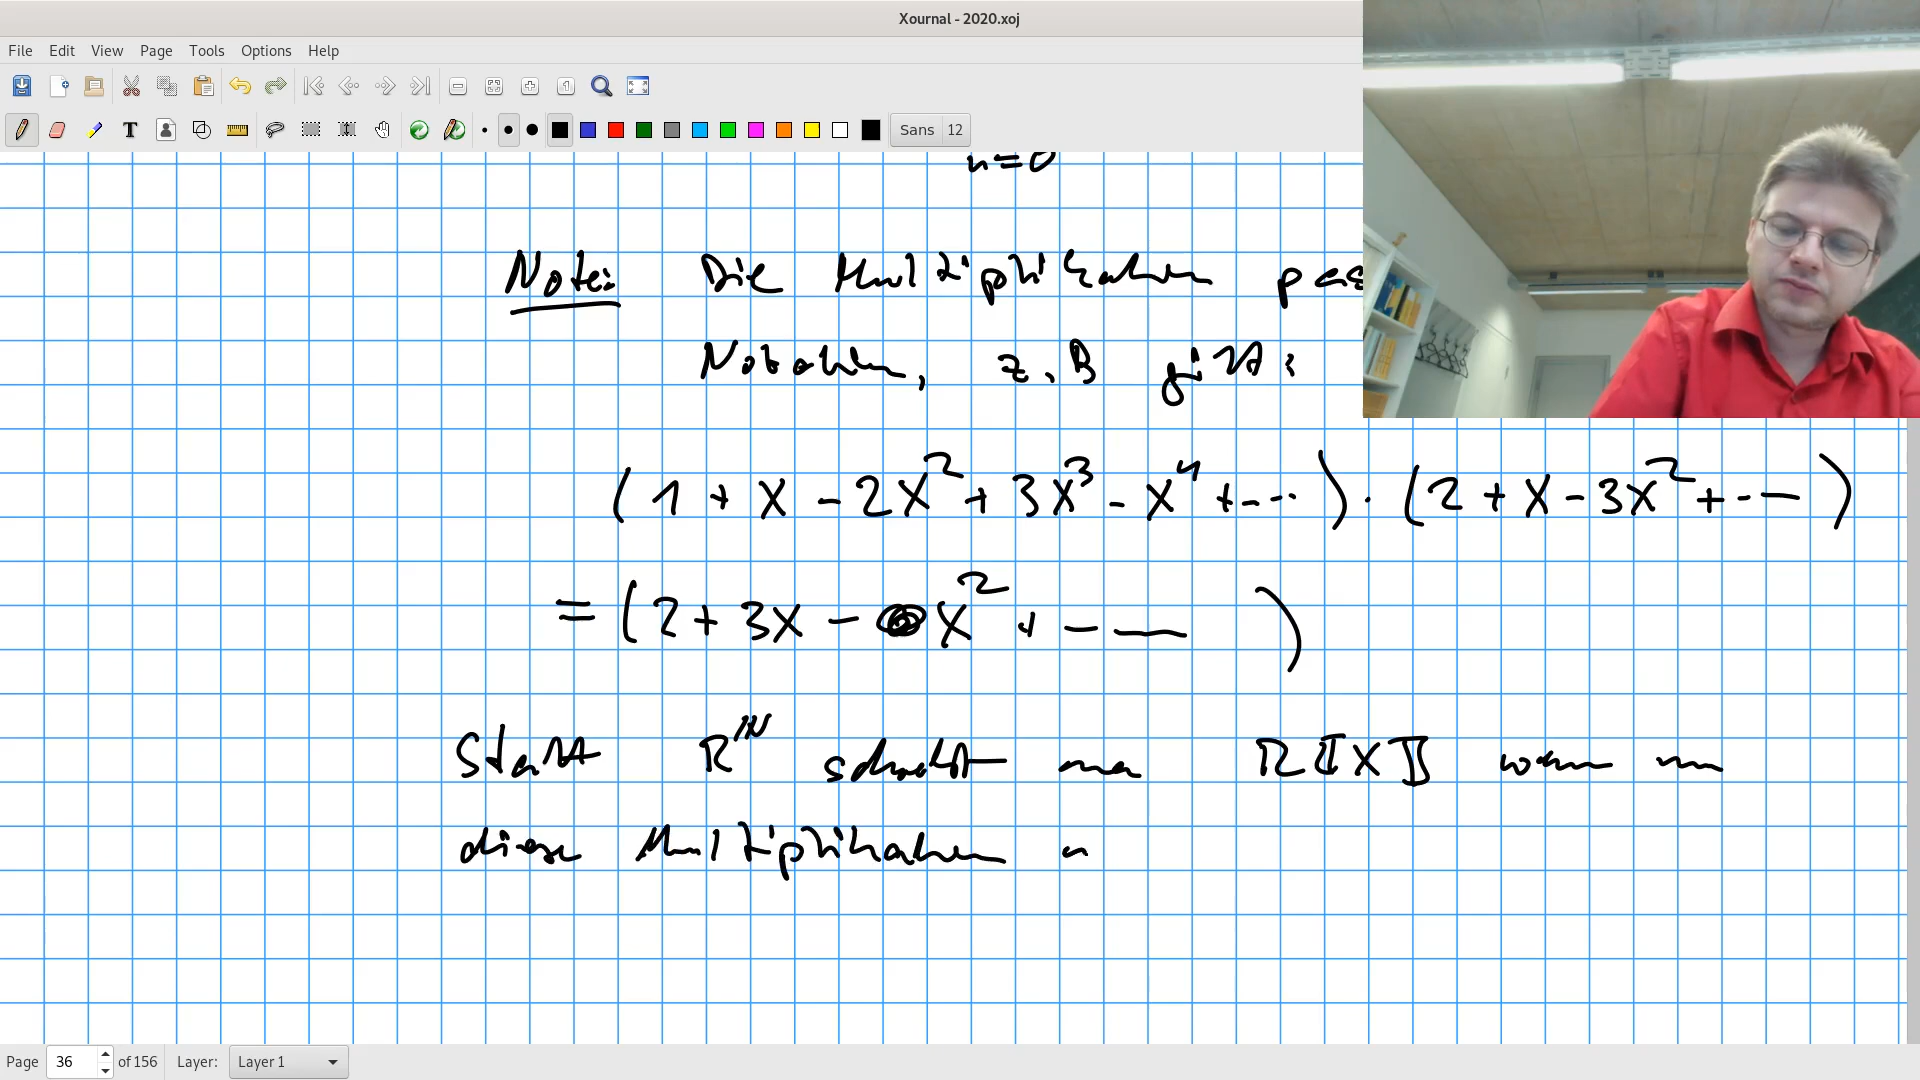 Xournal - 2020.xoj
File Edit View Page Tools Options Help
Sans 12
n=0
Note: Die Multiplikation pas
Notation, z.B gilt:
(1 + X - 2X² + 3X³ - X⁴ + ---) · (2 + X - 3X² + ---)
= (2 + 3X - X² + ---)
Statt R^ℕ schreibt man R⟦X⟧ wenn man
diese Multiplikation
Page 36 of 156 Layer: Layer 1